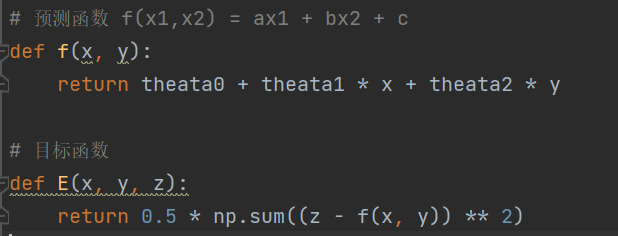 # 预测函数 f(x1,x2) = ax1 + bx2 + c
def f(x, y):
    return theata0 + theata1 * x + theata2 * y
# 目标函数
def E(x, y, z):
    return 0.5 * np.sum((z - f(x, y)) ** 2)